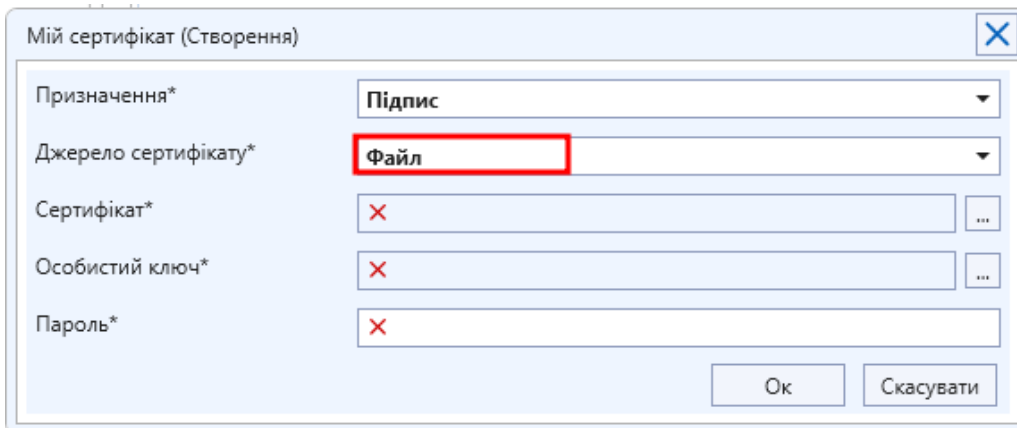 Мій сертифікат (Створення)
Призначення* Підпис
Джерело сертифікату* Файл
Сертифікат* ...
Особистий ключ* ...
Пароль*
Ок Скасувати